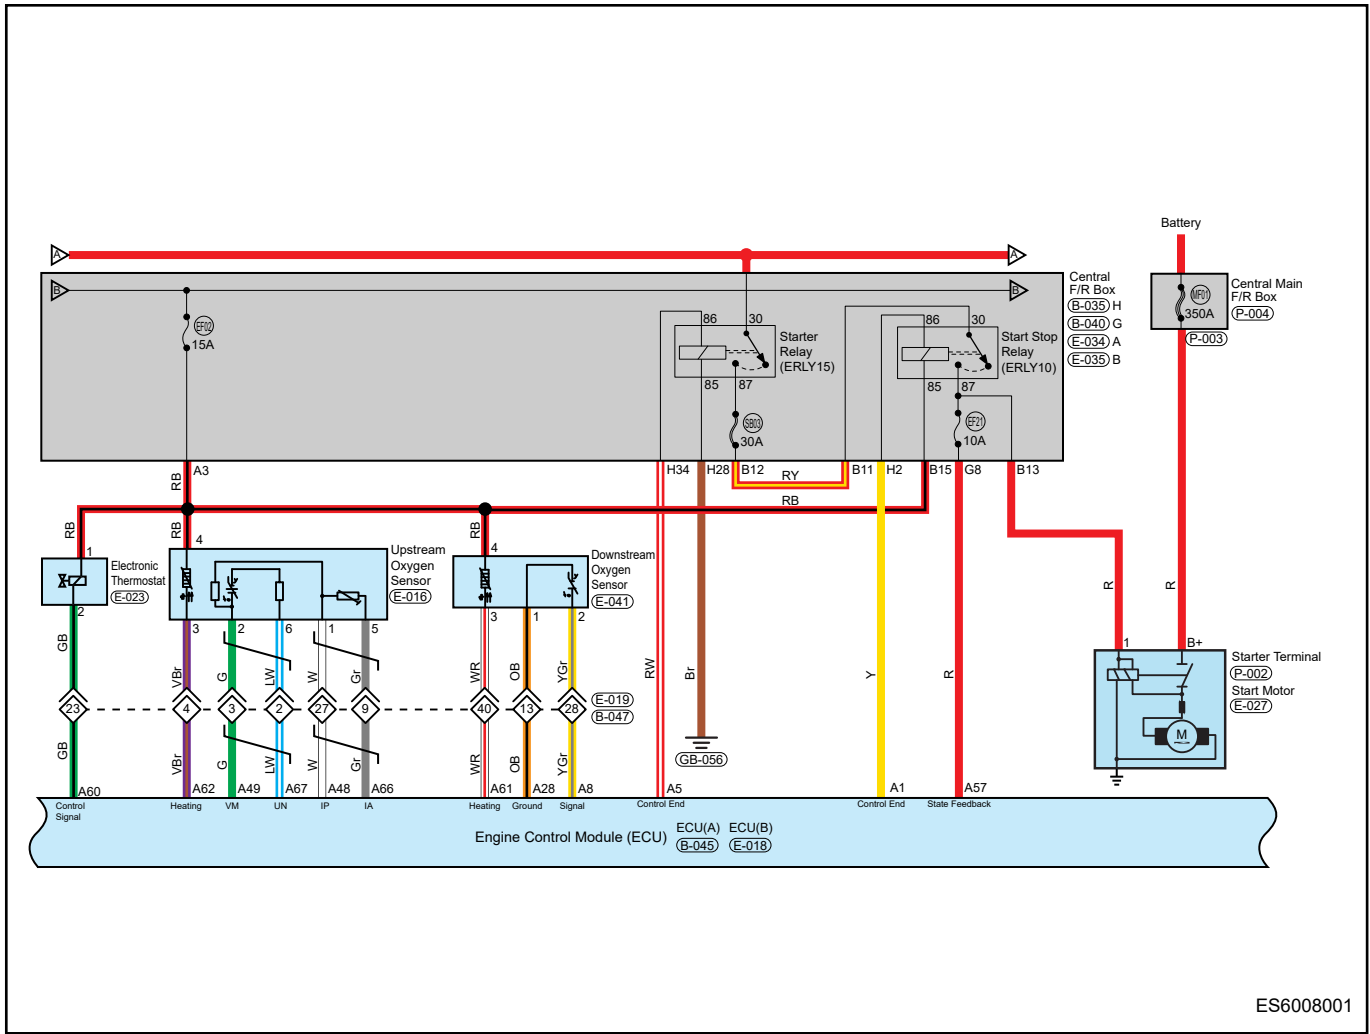 Battery
A
A
B
B
EF02
15A
86
30
Starter
Relay
(ERLY15)
85
87
SB03
30A
86
30
Start Stop
Relay
(ERLY10)
85
87
EF21
10A
Central
F/R Box
B-035 H
B-040 G
E-034 A
E-035 B
MF01
350A
Central Main
F/R Box
P-004
P-003
A3
H34
H28
B12
B11
H2
B15
G8
B13
RY
RB
RB
RB
RB
RB
1
Electronic
Thermostat
E-023
2
4
Upstream
Oxygen
Sensor
E-016
3
2
6
1
5
4
Downstream
Oxygen
Sensor
E-041
3
1
2
R
R
1
B+
Starter Terminal
P-002
Start Motor
E-027
M
GB
VBr
G
LW
W
Gr
WR
OB
YGr
RW
Br
Y
R
23
4
3
2
27
9
40
13
28
E-019
B-047
GB-056
GB
VBr
G
LW
W
Gr
WR
OB
YGr
A60
A62
A49
A67
A48
A66
A61
A28
A8
A5
A1
A57
Control
Signal
Heating
VM
UN
IP
IA
Heating
Ground
Signal
Control End
Control End
State Feedback
Engine Control Module (ECU)
ECU(A)
B-045
ECU(B)
E-018
ES6008001